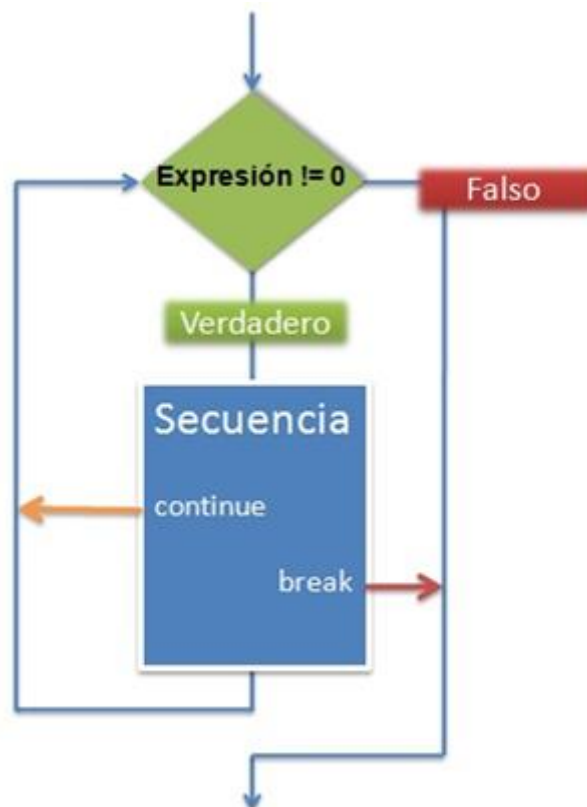 Expresión != 0
Falso
Verdadero
Secuencia
continue
break